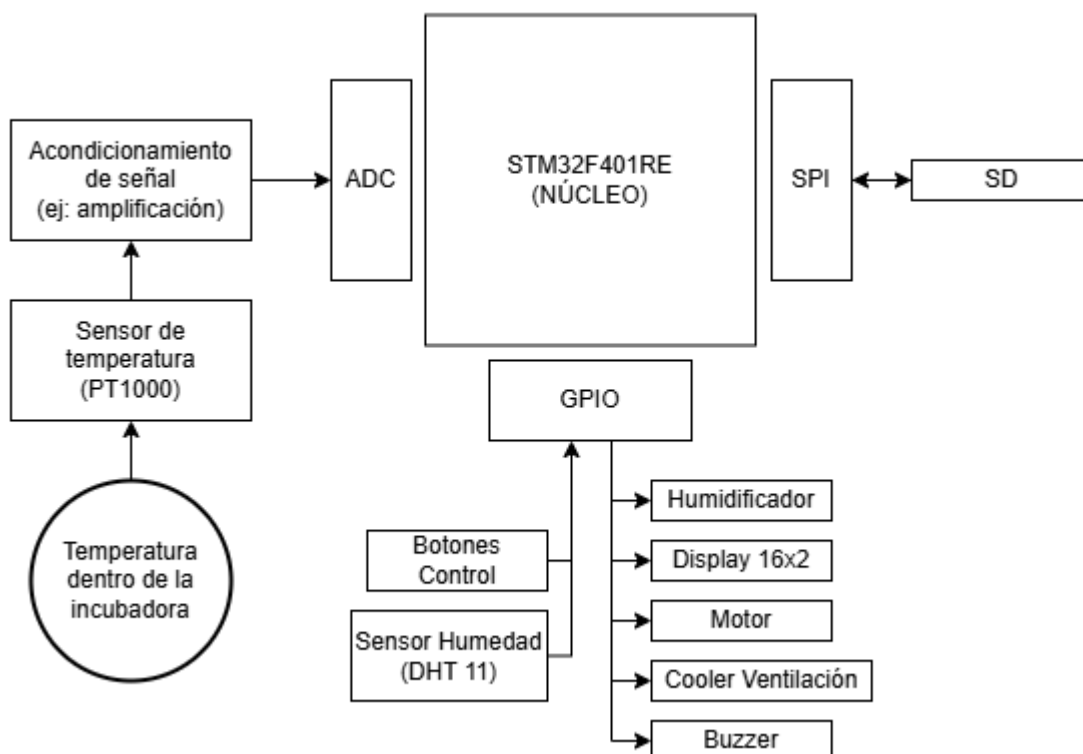 Acondicionamiento
de señal
(ej: amplificación)
ADC
STM32F401RE
(NÚCLEO)
SPI
SD
Sensor de
temperatura
(PT1000)
GPIO
Temperatura
dentro de la
incubadora
Botones
Control
Sensor Humedad
(DHT 11)
Humidificador
Display 16x2
Motor
Cooler Ventilación
Buzzer